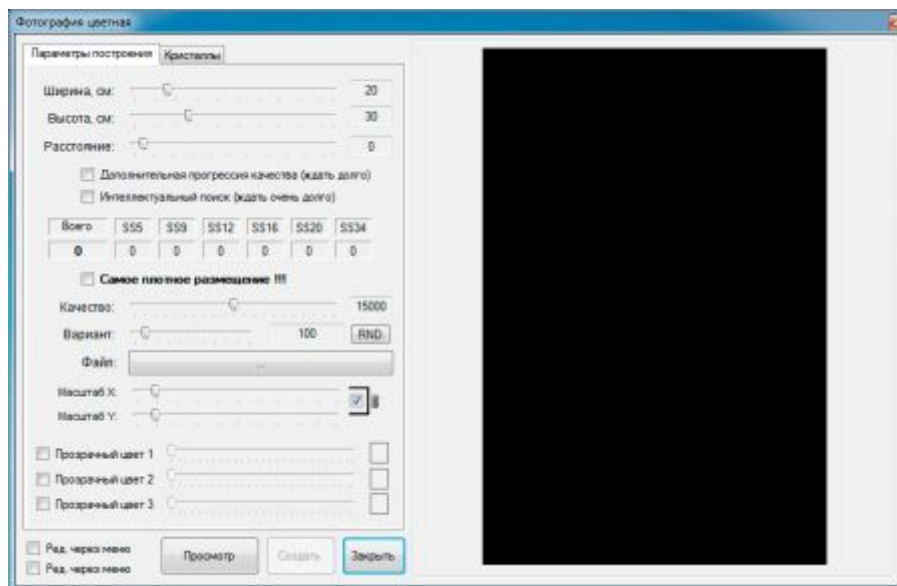 Фотография цветная
Параметры построения Кристаллы
Ширина, см: 20
Высота, см: 30
Расстояние: 0
Дополнительная прогрессия качества (ждать долго)
Интеллектуальный поиск (ждать очень долго)
Всего SS5 SS9 SS12 SS16 SS20 SS34
0 0 0 0 0 0 0
Самое плотное размещение !!!
Качество: 15000
Вариант: 100 RND
Файл: ...
Масштаб X:
Масштаб Y:
Прозрачный цвет 1
Прозрачный цвет 2
Прозрачный цвет 3
Ред. через меню
Ред. через меню
Просмотр Создать Закрыть